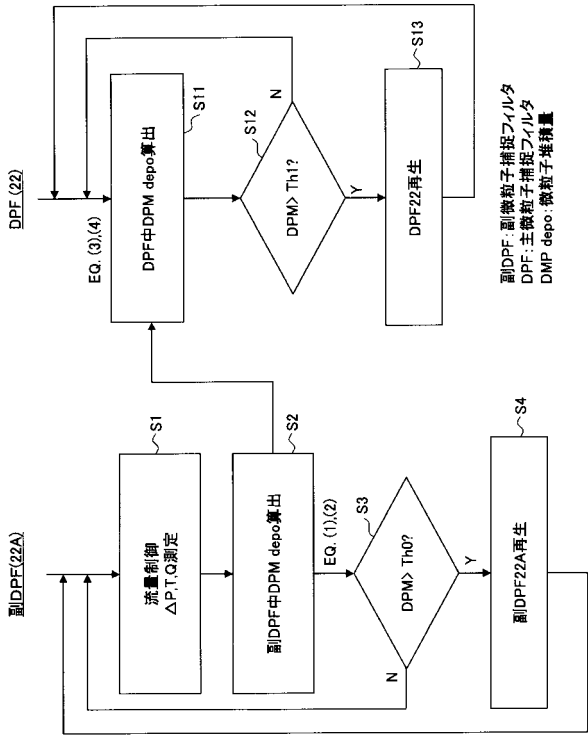 副DPF(22A)
流量制御
△P,T,Q測定
S1
副DPF中DPM depo算出
S2
EQ. (1),(2)
DPM> Th0?
S3
N
Y
副DPF22A再生
S4
DPF (22)
EQ. (3),(4)
DPF中DPM depo算出
S11
DPM> Th1?
S12
N
Y
DPF22再生
S13
副DPF:副微粒子捕捉フィルタ
DPF:主微粒子捕捉フィルタ
DMP depo:微粒子堆積量